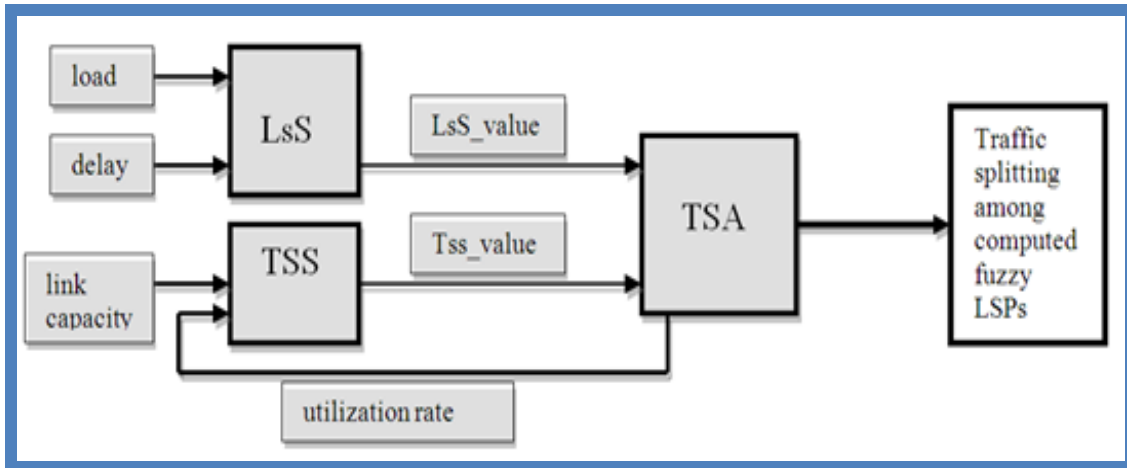 load
delay
LsS
LsS_value
link
capacity
TSS
Tss_value
utilization rate
TSA
Traffic
splitting
among
computed
fuzzy
LSPs